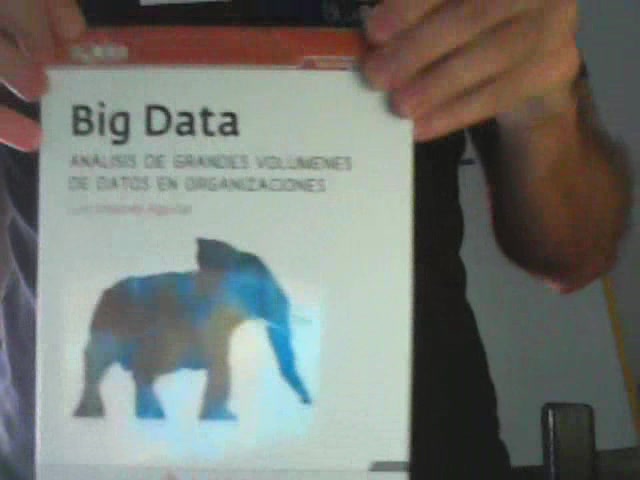 Big Data
ANÁLISIS DE GRANDES VOLÚMENES
DE DATOS EN ORGANIZACIONES